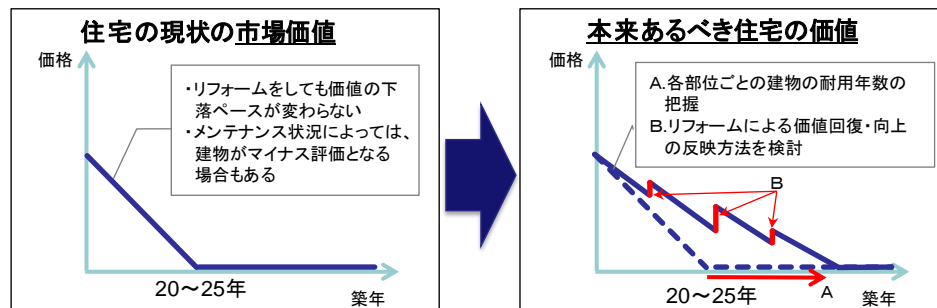 住宅の現状の市場価値
価格
・リフォームをしても価値の下
落ペースが変わらない
・メンテナンス状況によっては、
建物がマイナス評価となる
場合もある
20～25年
築年
本来あるべき住宅の価値
価格
A.各部位ごとの建物の耐用年数の
把握
B.リフォームによる価値回復・向上
の反映方法を検討
B
20～25年
A
築年